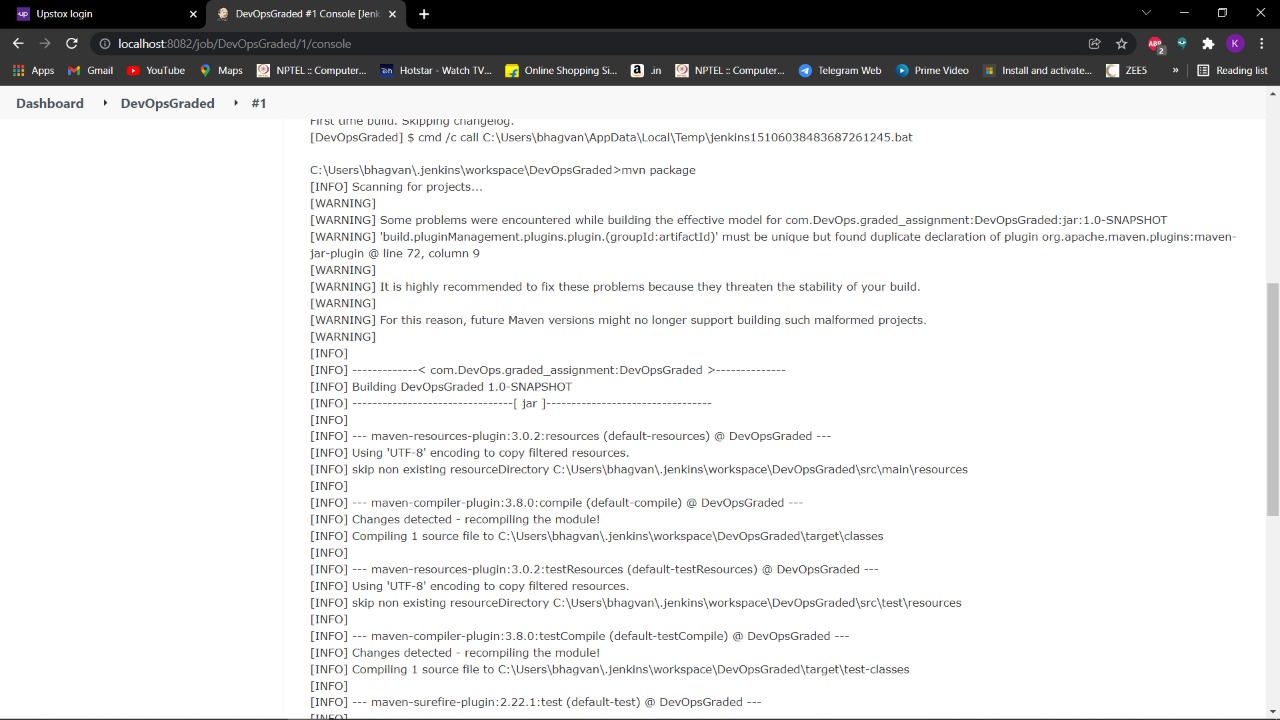 Upstox login
DevOpsGraded #1 Console [Jenk
localhost:8082/job/DevOpsGraded/1/console
Apps Gmail YouTube Maps NPTEL :: Computer... Hotstar - Watch TV... Online Shopping Si... .in NPTEL :: Computer... Telegram Web Prime Video Install and activate... ZEE5 » Reading list
Dashboard DevOpsGraded #1
First time build. Skipping changelog.
[DevOpsGraded] $ cmd /c call C:\Users\bhagvan\AppData\Local\Temp\jenkins15106038483687261245.bat
C:\Users\bhagvan\.jenkins\workspace\DevOpsGraded>mvn package
[INFO] Scanning for projects...
[WARNING]
[WARNING] Some problems were encountered while building the effective model for com.DevOps.graded_assignment:DevOpsGraded:jar:1.0-SNAPSHOT
[WARNING] 'build.pluginManagement.plugins.plugin.(groupId:artifactId)' must be unique but found duplicate declaration of plugin org.apache.maven.plugins:maven-
jar-plugin @ line 72, column 9
[WARNING]
[WARNING] It is highly recommended to fix these problems because they threaten the stability of your build.
[WARNING]
[WARNING] For this reason, future Maven versions might no longer support building such malformed projects.
[WARNING]
[INFO]
[INFO] -------------< com.DevOps.graded_assignment:DevOpsGraded >--------------
[INFO] Building DevOpsGraded 1.0-SNAPSHOT
[INFO] --------------------------------[ jar ]---------------------------------
[INFO]
[INFO] --- maven-resources-plugin:3.0.2:resources (default-resources) @ DevOpsGraded ---
[INFO] Using 'UTF-8' encoding to copy filtered resources.
[INFO] skip non existing resourceDirectory C:\Users\bhagvan\.jenkins\workspace\DevOpsGraded\src\main\resources
[INFO]
[INFO] --- maven-compiler-plugin:3.8.0:compile (default-compile) @ DevOpsGraded ---
[INFO] Changes detected - recompiling the module!
[INFO] Compiling 1 source file to C:\Users\bhagvan\.jenkins\workspace\DevOpsGraded\target\classes
[INFO]
[INFO] --- maven-resources-plugin:3.0.2:testResources (default-testResources) @ DevOpsGraded ---
[INFO] Using 'UTF-8' encoding to copy filtered resources.
[INFO] skip non existing resourceDirectory C:\Users\bhagvan\.jenkins\workspace\DevOpsGraded\src\test\resources
[INFO]
[INFO] --- maven-compiler-plugin:3.8.0:testCompile (default-testCompile) @ DevOpsGraded ---
[INFO] Changes detected - recompiling the module!
[INFO] Compiling 1 source file to C:\Users\bhagvan\.jenkins\workspace\DevOpsGraded\target\test-classes
[INFO]
[INFO] --- maven-surefire-plugin:2.22.1:test (default-test) @ DevOpsGraded ---
[INFO]